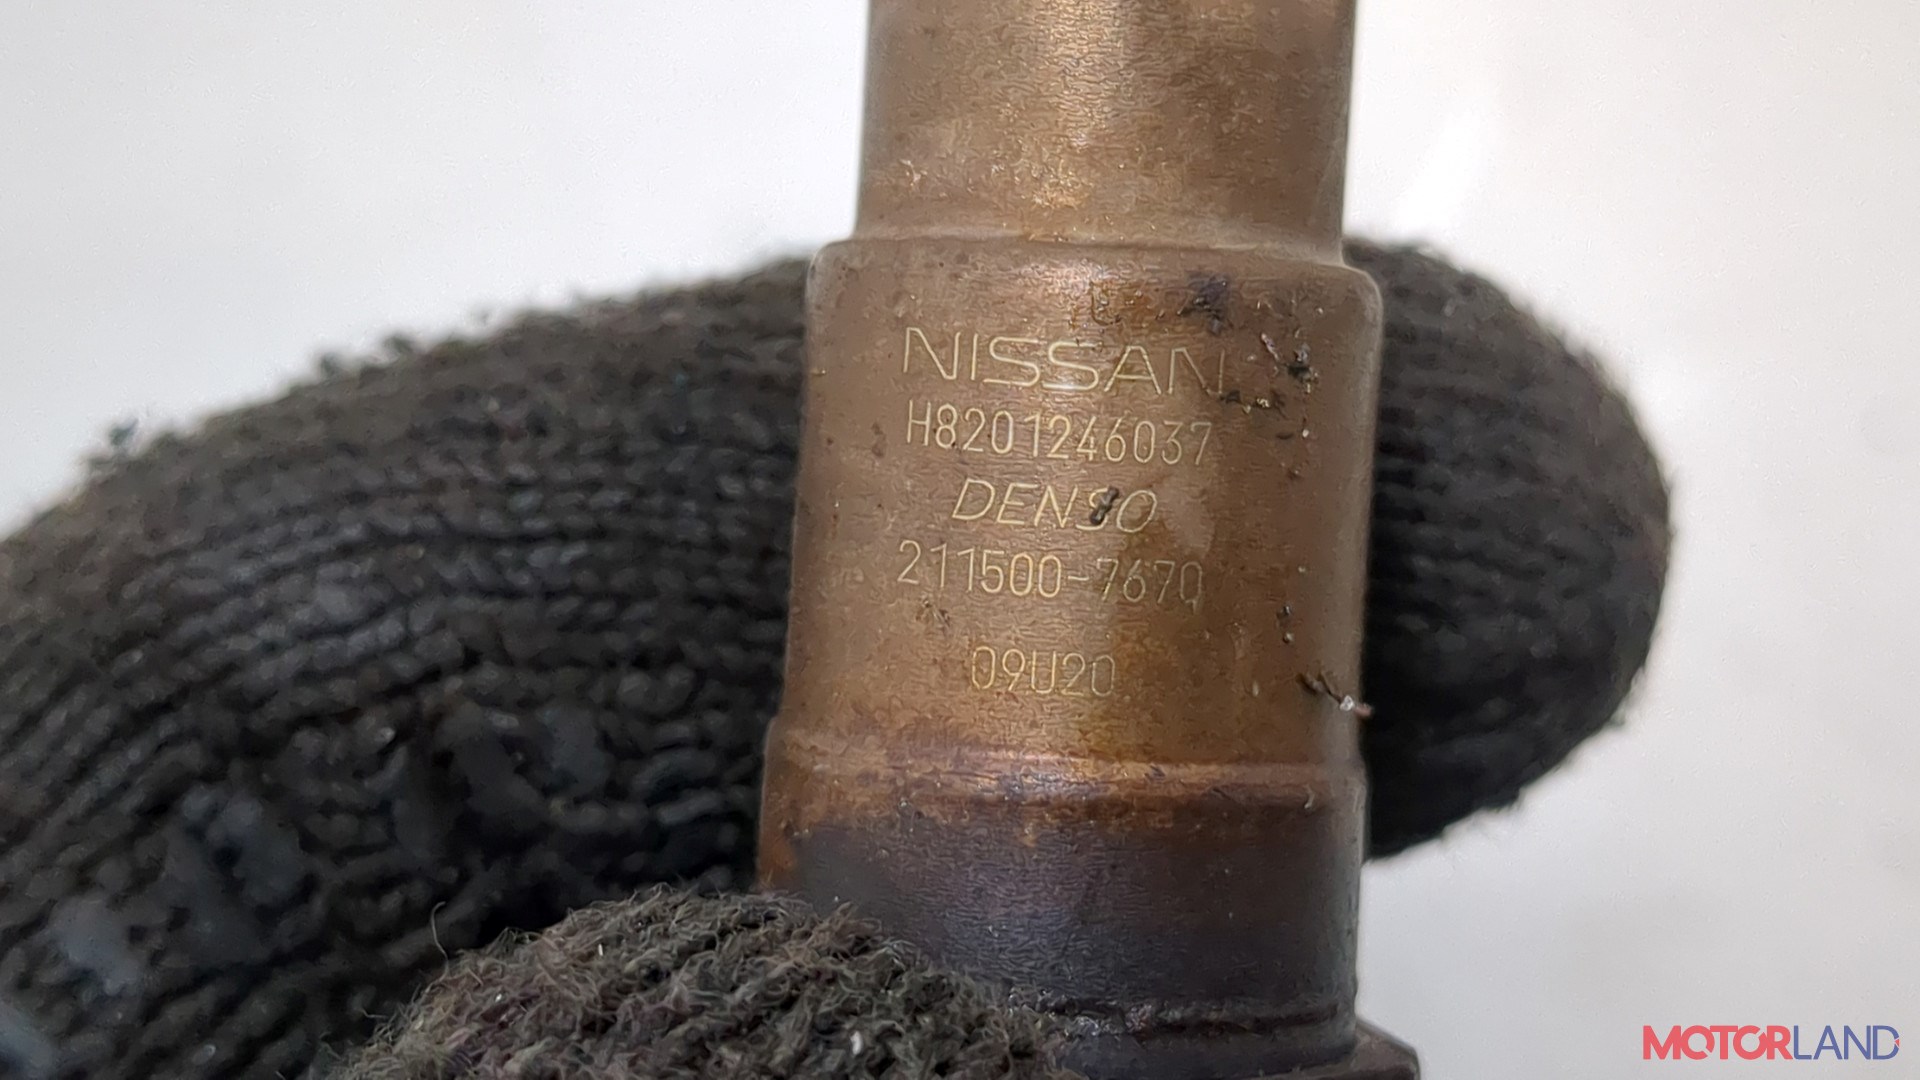 NISSAN
H8201246037
DENSO
211500-7670
09U20
MOTORLAND